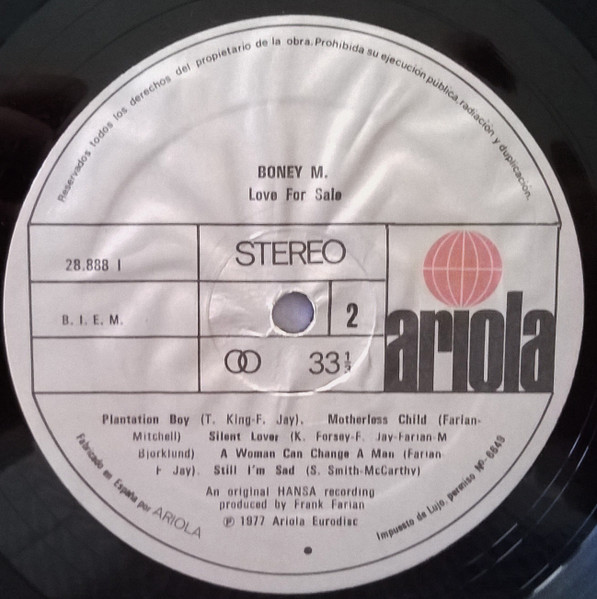 Reservados todos los derechos del propietario de la obra. Prohibida su ejecución pública, radiación y duplicación.
BONEY M.
Love For Sale
28.888 I
STEREO
B. I. E. M.
2
33 1/3
ariola
Plantation Boy (T. King-F. Jay). Motherless Child (Farian-
Mitchell) Silent Lover (K. Forsey-F. Jay-Farian-M
Bjorklund) A Woman Can Change A Man (Farian-
F Jay). Still I'm Sad (S. Smith-McCarthy)
An original HANSA recording
produced by Frank Farian
℗ 1977 Ariola Eurodisc
Fabricado en España por ARIOLA
Impuesto de Lujo, permiso Nº 6649